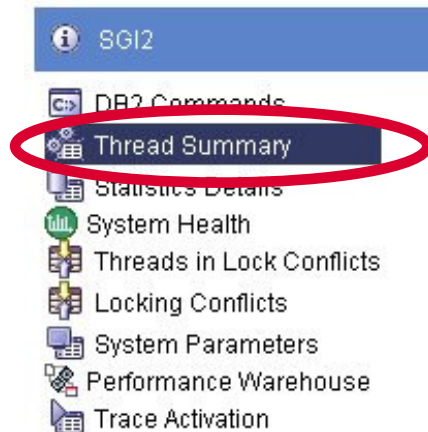 SGI2
DB2 Commands
Thread Summary
Statistics Details
System Health
Threads in Lock Conflicts
Locking Conflicts
System Parameters
Performance Warehouse
Trace Activation